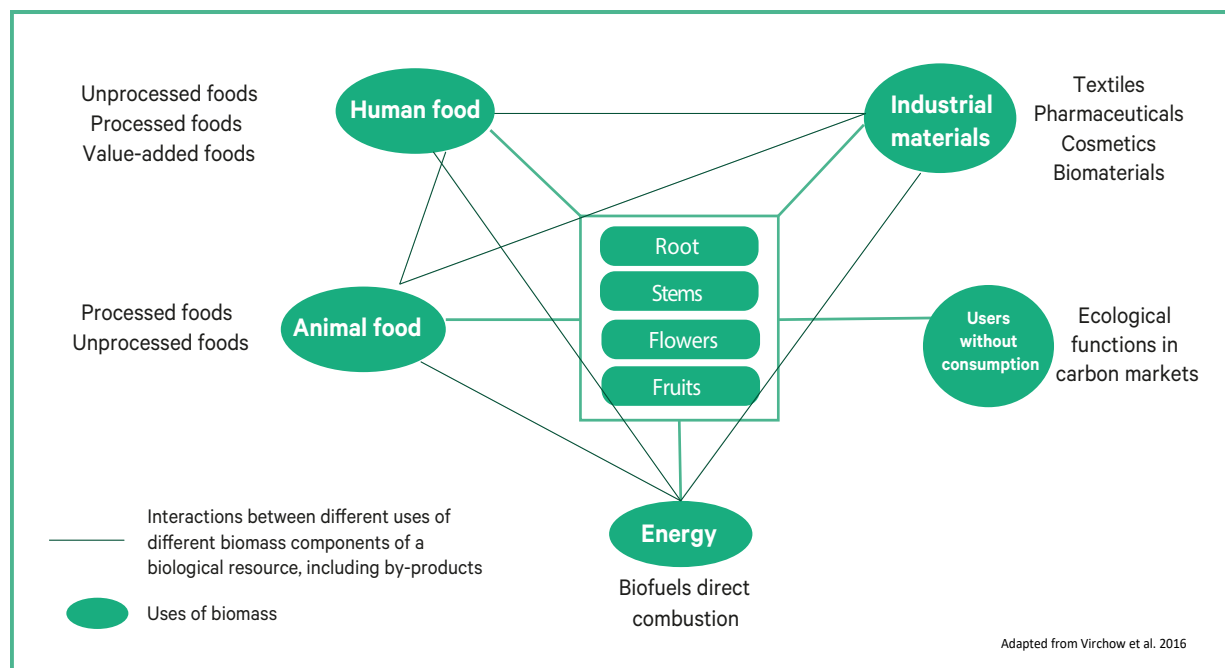 Unprocessed foods
Processed foods
Value-added foods
Human food
Industrial
materials
Textiles
Pharmaceuticals
Cosmetics
Biomaterials
Root
Stems
Flowers
Fruits
Processed foods
Unprocessed foods
Animal food
Users
without
consumption
Ecological
functions in
carbon markets
Energy
Biofuels direct
combustion
Interactions between different uses of
different biomass components of a
biological resource, including by-products
Uses of biomass
Adapted from Virchow et al. 2016